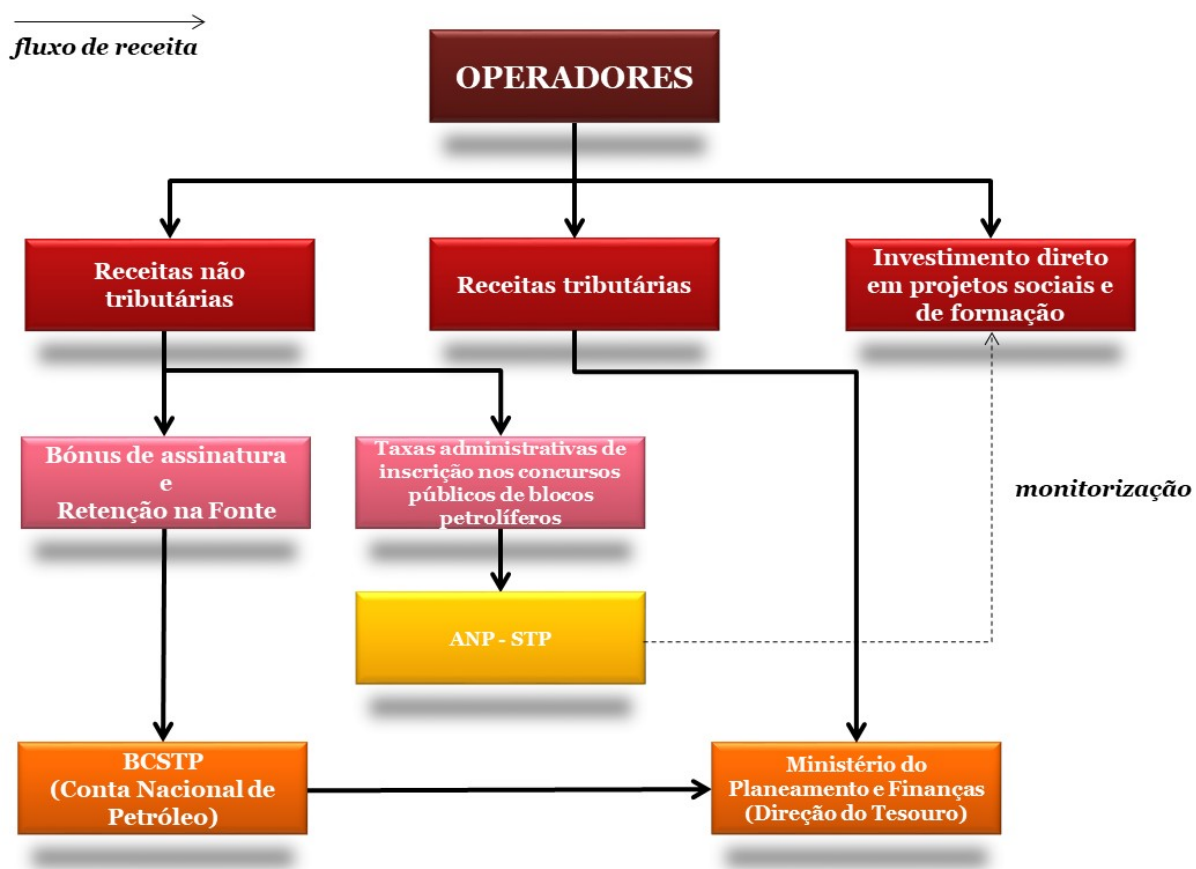 fluxo de receita
OPERADORES
Receitas não
tributárias
Receitas tributárias
Investimento direto
em projetos sociais e
de formação
Bónus de assinatura
e
Retenção na Fonte
Taxas administrativas de
inscrição nos concursos
públicos de blocos
petrolíferos
monitorização
ANP - STP
BCSTP
(Conta Nacional de
Petróleo)
Ministério do
Planeamento e Finanças
(Direção do Tesouro)